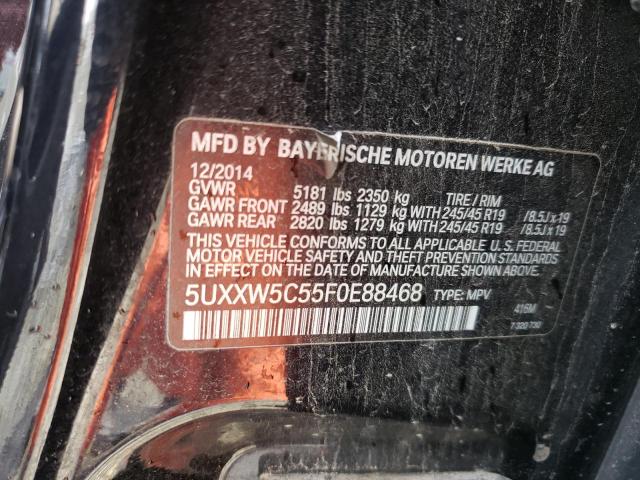 MFD BY BAYERISCHE MOTOREN WERKE AG
12/2014
GVWR 5181 lbs 2350 kg TIRE / RIM
GAWR FRONT 2489 lbs 1129 kg WITH 245/45 R19 /8.5J x 19
GAWR REAR 2820 lbs 1279 kg WITH 245/45 R19 /8.5J x 19
THIS VEHICLE CONFORMS TO ALL APPLICABLE U.S. FEDERAL
MOTOR VEHICLE SAFETY AND THEFT PREVENTION STANDARDS
IN EFFECT ON THE DATE OF MANUFACTURE SHOWN ABOVE.
5UXXW5C55F0E88468 TYPE: MPV 416M
7 320 730